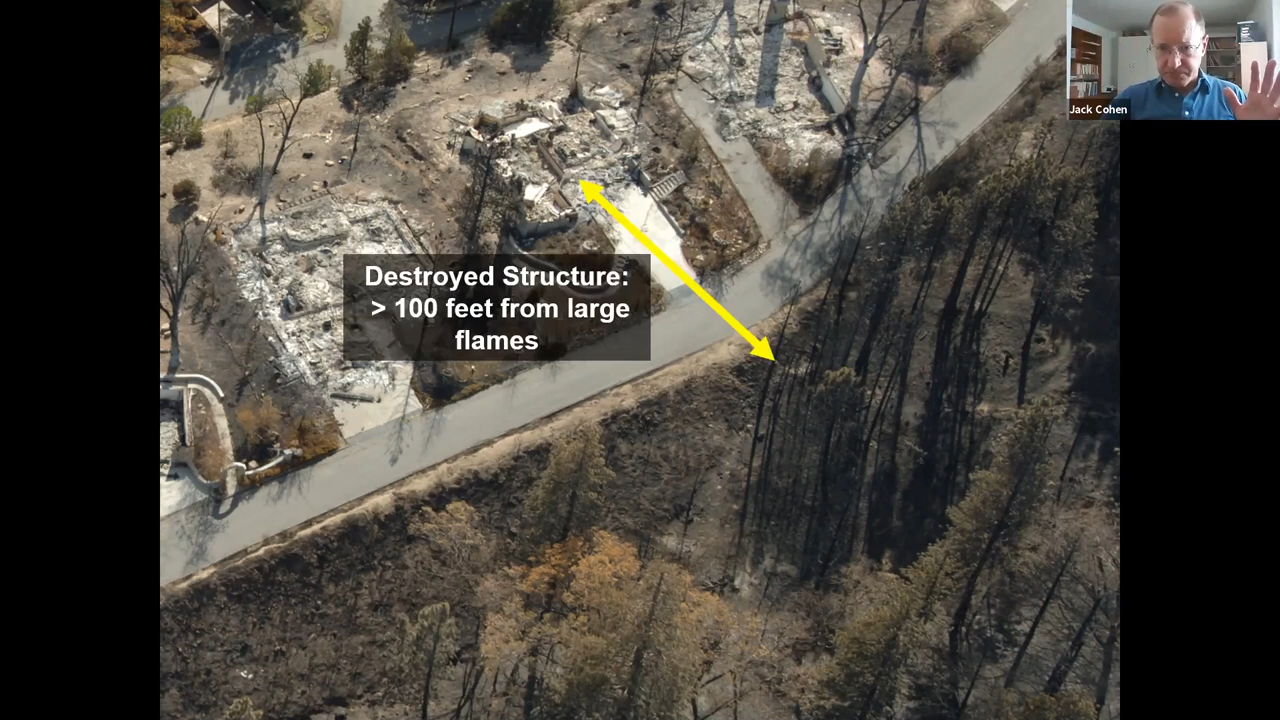 Jack Cohen
Destroyed Structure:
> 100 feet from large
flames